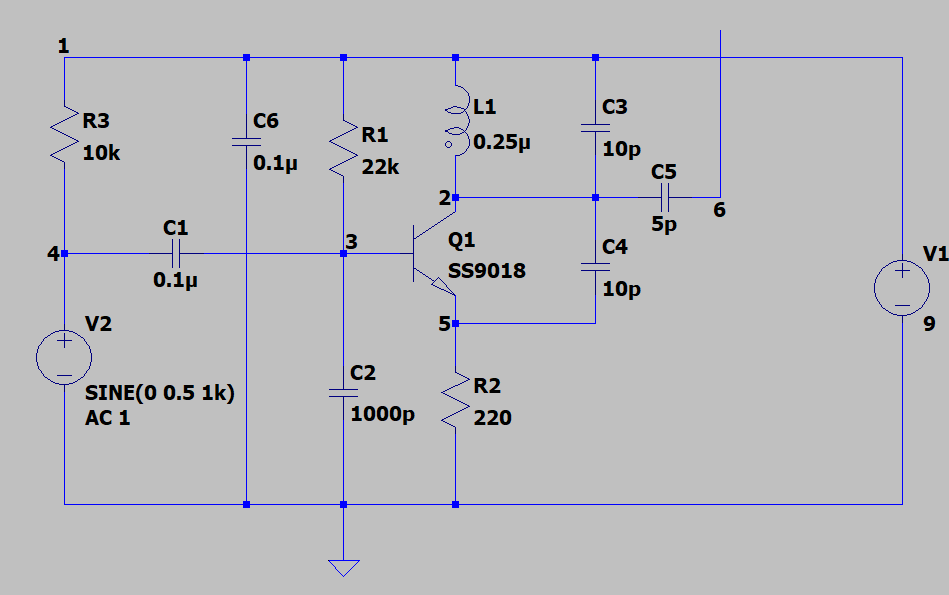 1
R3
10k
C6
0.1µ
R1
22k
L1
0.25µ
C3
10p
2
C5
5p
6
4
C1
0.1µ
3
Q1
SS9018
C4
10p
V1
9
5
V2
SINE(0 0.5 1k)
AC 1
C2
1000p
R2
220